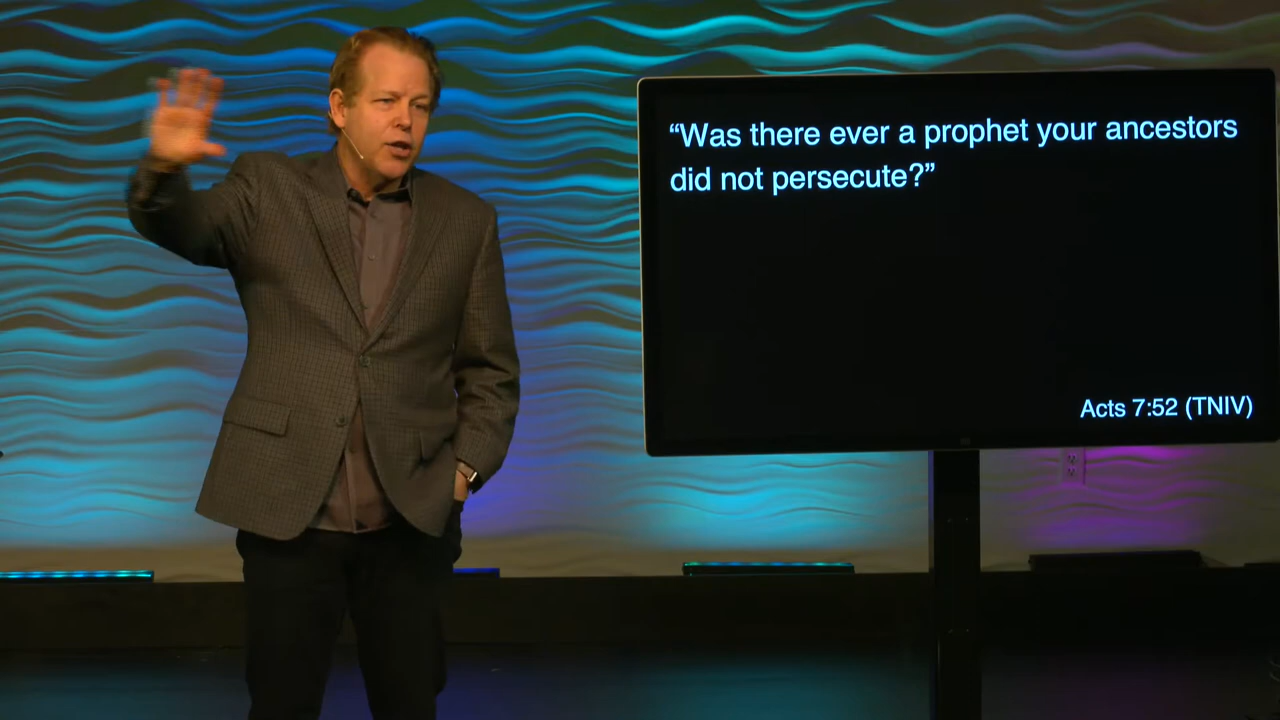 “Was there ever a prophet your ancestors
did not persecute?”
Acts 7:52 (TNIV)